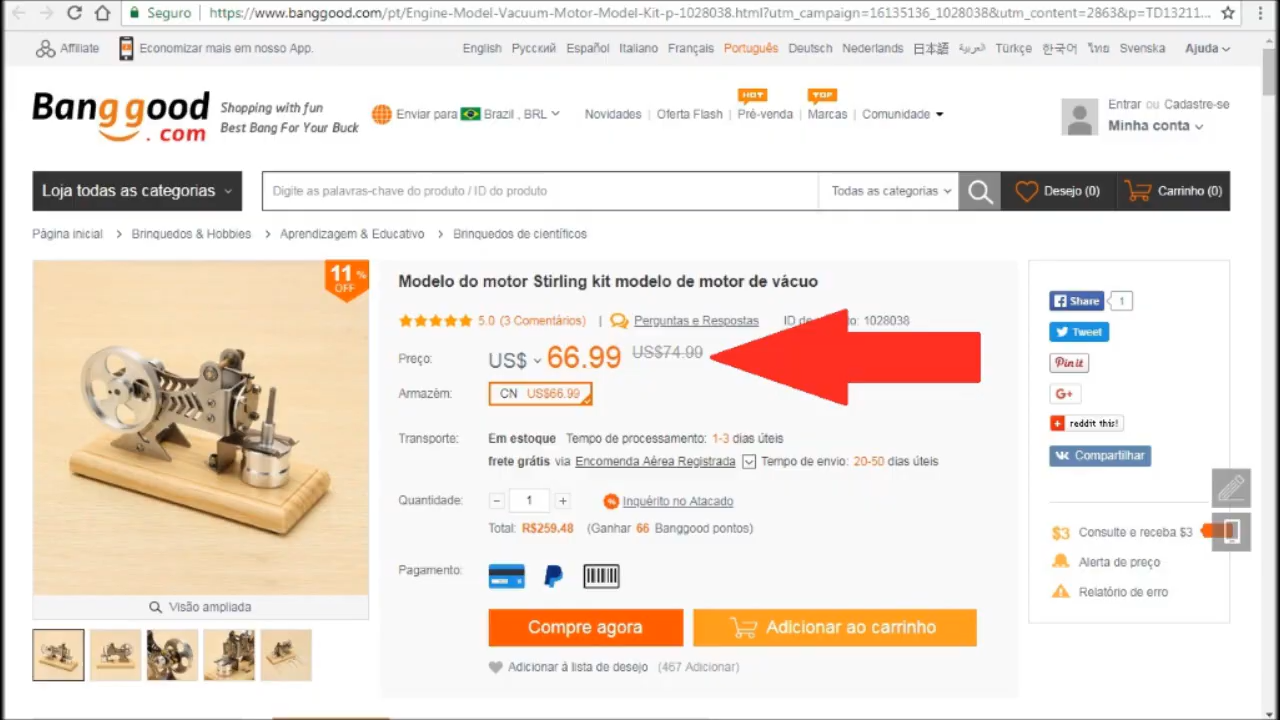 Seguro
https://www.banggood.com/pt/Engine-Model-Vacuum-Motor-Model-Kit-p-1028038.html?utm_campaign=16135136_1028038&utm_content=2863&p=TD13211...
Affiliate
Economizar mais em nosso App.
English Русский Español Italiano Français Português Deutsch Nederlands 日本語 العربية Türkçe 한국어 ไทย Svenska Ajuda
Banggood.com
Shopping with fun
Best Bang For Your Buck
Enviar para Brazil , BRL
HOT
TOP
Novidades | Oferta Flash | Pré-venda | Marcas | Comunidade
Entrar ou Cadastre-se
Minha conta
Loja todas as categorias
Digite as palavras-chave do produto / ID do produto
Todas as categorias
Desejo (0)
Carrinho (0)
Página inicial > Brinquedos & Hobbies > Aprendizagem & Educativo > Brinquedos de científicos
11 %
OFF
Visão ampliada
Modelo do motor Stirling kit modelo de motor de vácuo
5.0 (3 Comentários) | Perguntas e Respostas ID do : 1028038
Preço: US$ 66.99 US$74.99
Armazém: CN US$66.99
Transporte: Em estoque Tempo de processamento: 1-3 dias úteis
frete grátis via Encomenda Aérea Registrada Tempo de envio: 20-50 dias úteis
Quantidade: - 1 + Inquérito no Atacado
Total: R$259.48 (Ganhar 66 Banggood pontos)
Pagamento:
Compre agora
Adicionar ao carrinho
Adicionar á lista de desejo (467 Adicionar)
Share 1
Tweet
Pin it
G+
reddit this!
Compartilhar
$3 Consulte e receba $3
Alerta de preço
Relatório de erro